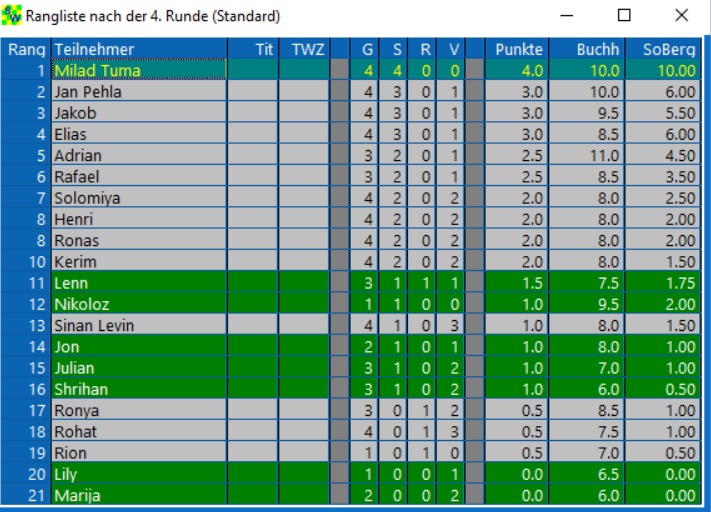 Rangliste nach der 4. Runde (Standard)
Rang Teilnehmer Tit TWZ G S R V Punkte Buchh SoBerg
1 Milad Tuma 4 4 0 0 4.0 10.0 10.00
2 Jan Pehla 4 3 0 1 3.0 10.0 6.00
3 Jakob 4 3 0 1 3.0 9.5 5.50
4 Elias 4 3 0 1 3.0 8.5 6.00
5 Adrian 3 2 0 1 2.5 11.0 4.50
6 Rafael 3 2 0 1 2.5 8.5 3.50
7 Solomiya 4 2 0 2 2.0 8.0 2.50
8 Henri 4 2 0 2 2.0 8.0 2.00
8 Ronas 4 2 0 2 2.0 8.0 2.00
10 Kerim 4 2 0 2 2.0 8.0 1.50
11 Lenn 3 1 1 1 1.5 7.5 1.75
12 Nikoloz 1 1 0 0 1.0 9.5 2.00
13 Sinan Levin 4 1 0 3 1.0 8.0 1.50
14 Jon 2 1 0 1 1.0 8.0 1.00
15 Julian 3 1 0 2 1.0 7.0 1.00
16 Shrihan 3 1 0 2 1.0 6.0 0.50
17 Ronya 3 0 1 2 0.5 8.5 1.00
18 Rohat 4 0 1 3 0.5 7.5 1.00
19 Rion 1 0 1 0 0.5 7.0 0.50
20 Lily 1 0 0 1 0.0 6.5 0.00
21 Marija 2 0 0 2 0.0 6.0 0.00